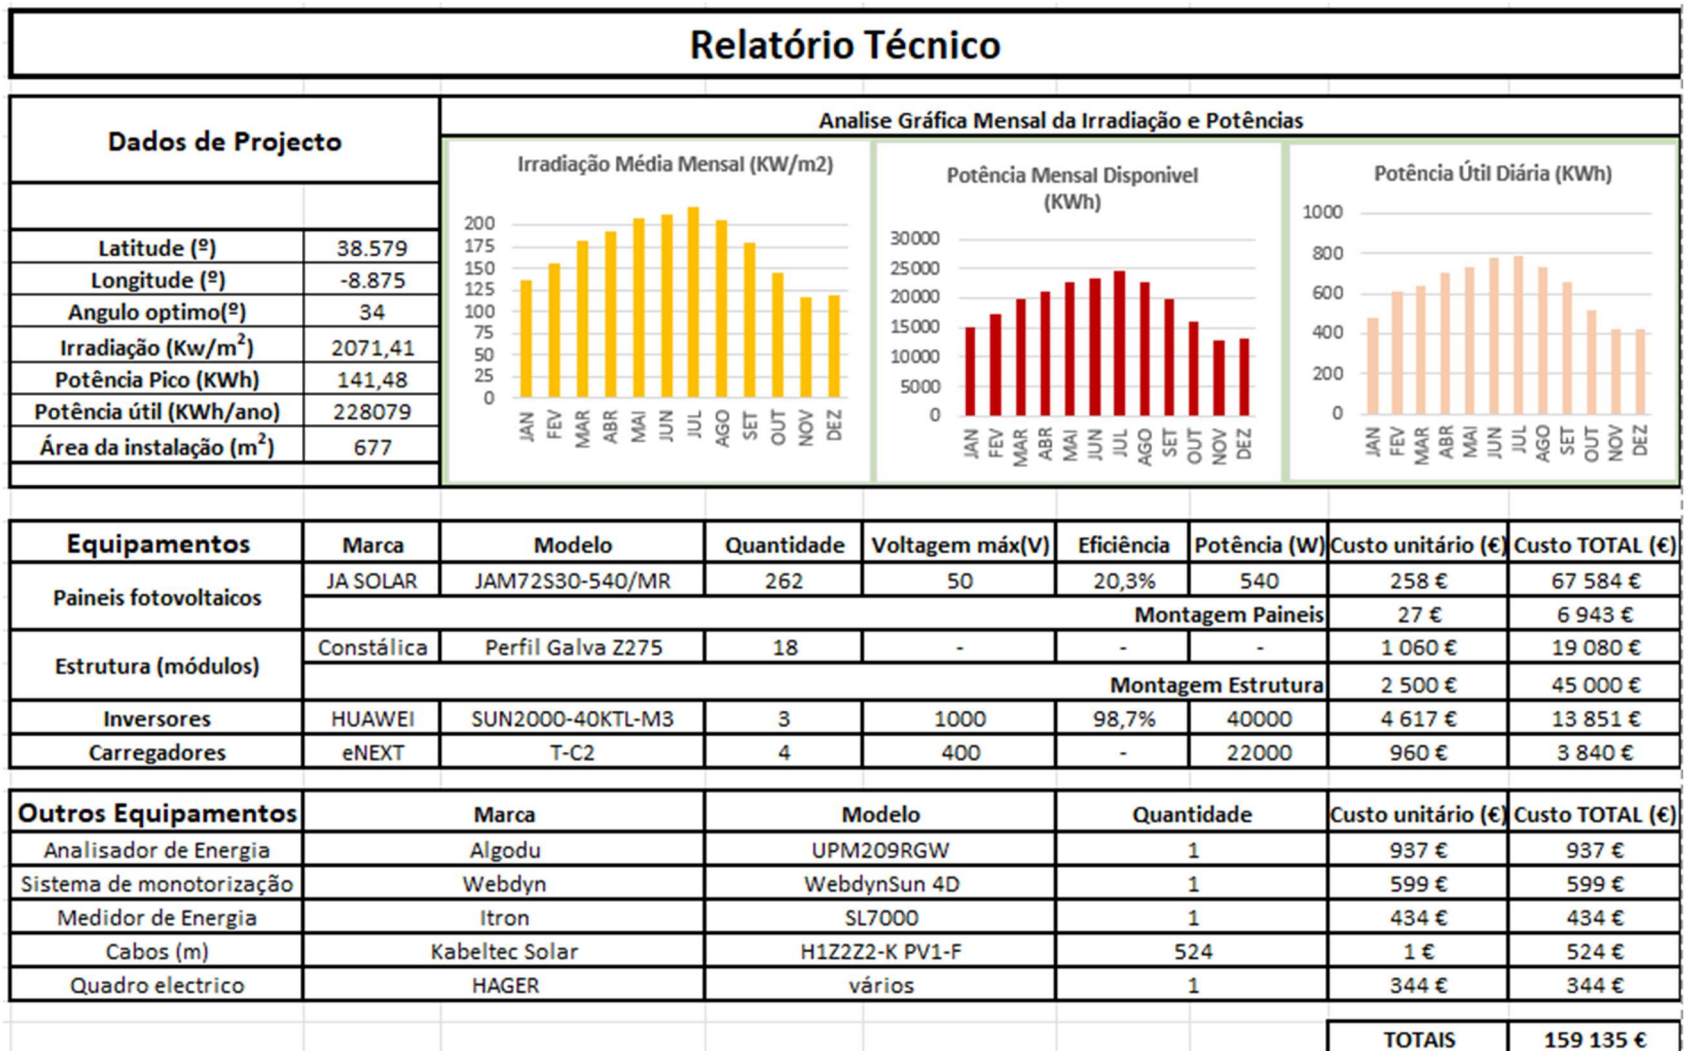 Relatório Técnico
Dados de Projecto
Analise Gráfica Mensal da Irradiação e Potências
Latitude (º) 38.579
Longitude (º) -8.875
Angulo optimo(º) 34
Irradiação (Kw/m²) 2071,41
Potência Pico (KWh) 141,48
Potência útil (KWh/ano) 228079
Área da instalação (m²) 677
Irradiação Média Mensal (KW/m2)
200
175
150
125
100
75
50
25
0
JAN FEV MAR ABR MAI JUN JUL AGO SET OUT NOV DEZ
Potência Mensal Disponivel
(KWh)
30000
25000
20000
15000
10000
5000
0
JAN FEV MAR ABR MAI JUN JUL AGO SET OUT NOV DEZ
Potência Útil Diária (KWh)
1000
800
600
400
200
0
JAN FEV MAR ABR MAI JUN JUL AGO SET OUT NOV DEZ
Equipamentos Marca Modelo Quantidade Voltagem máx(V) Eficiência Potência (W) Custo unitário (€) Custo TOTAL (€)
Paineis fotovoltaicos JA SOLAR JAM72S30-540/MR 262 50 20,3% 540 258 € 67 584 €
Montagem Paineis 27 € 6 943 €
Estrutura (módulos) Constálica Perfil Galva Z275 18 - - - 1 060 € 19 080 €
Montagem Estrutura 2 500 € 45 000 €
Inversores HUAWEI SUN2000-40KTL-M3 3 1000 98,7% 40000 4 617 € 13 851 €
Carregadores eNEXT T-C2 4 400 - 22000 960 € 3 840 €
Outros Equipamentos Marca Modelo Quantidade Custo unitário (€) Custo TOTAL (€)
Analisador de Energia Algodu UPM209RGW 1 937 € 937 €
Sistema de monotorização Webdyn WebdynSun 4D 1 599 € 599 €
Medidor de Energia Itron SL7000 1 434 € 434 €
Cabos (m) Kabeltec Solar H1Z2Z2-K PV1-F 524 1 € 524 €
Quadro electrico HAGER vários 1 344 € 344 €
TOTAIS 159 135 €